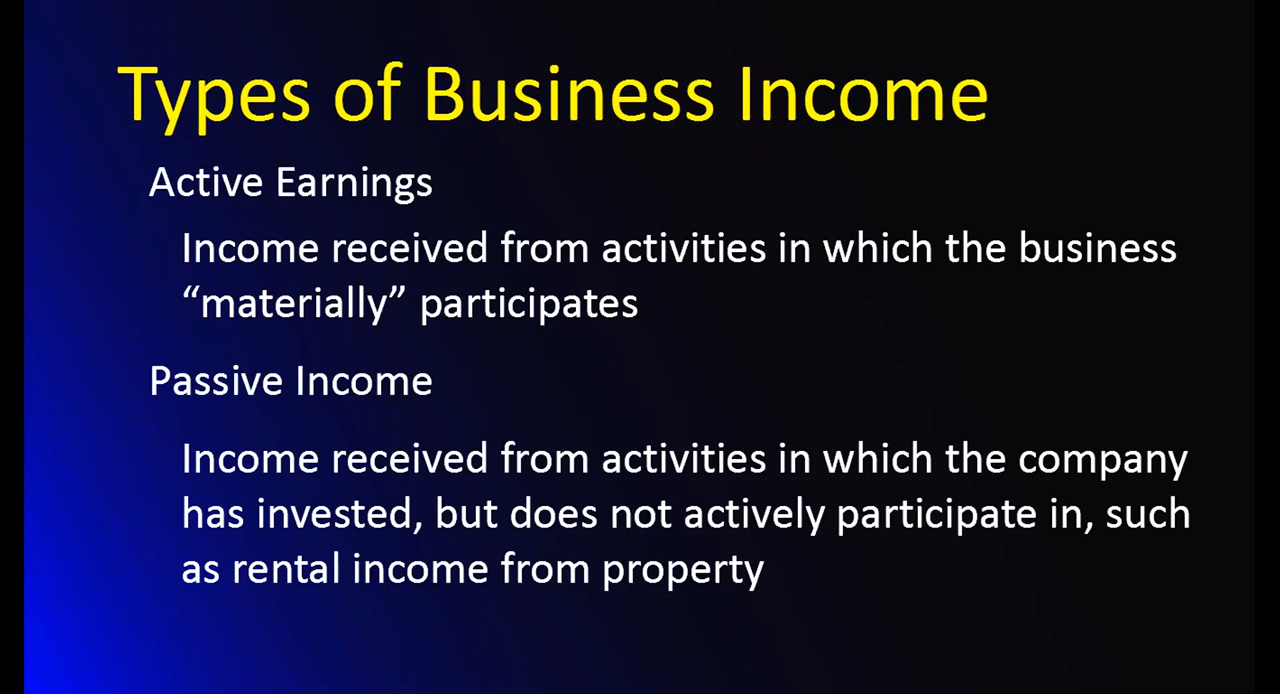 Types of Business Income
Active Earnings
Income received from activities in which the business
“materially” participates
Passive Income
Income received from activities in which the company
has invested, but does not actively participate in, such
as rental income from property